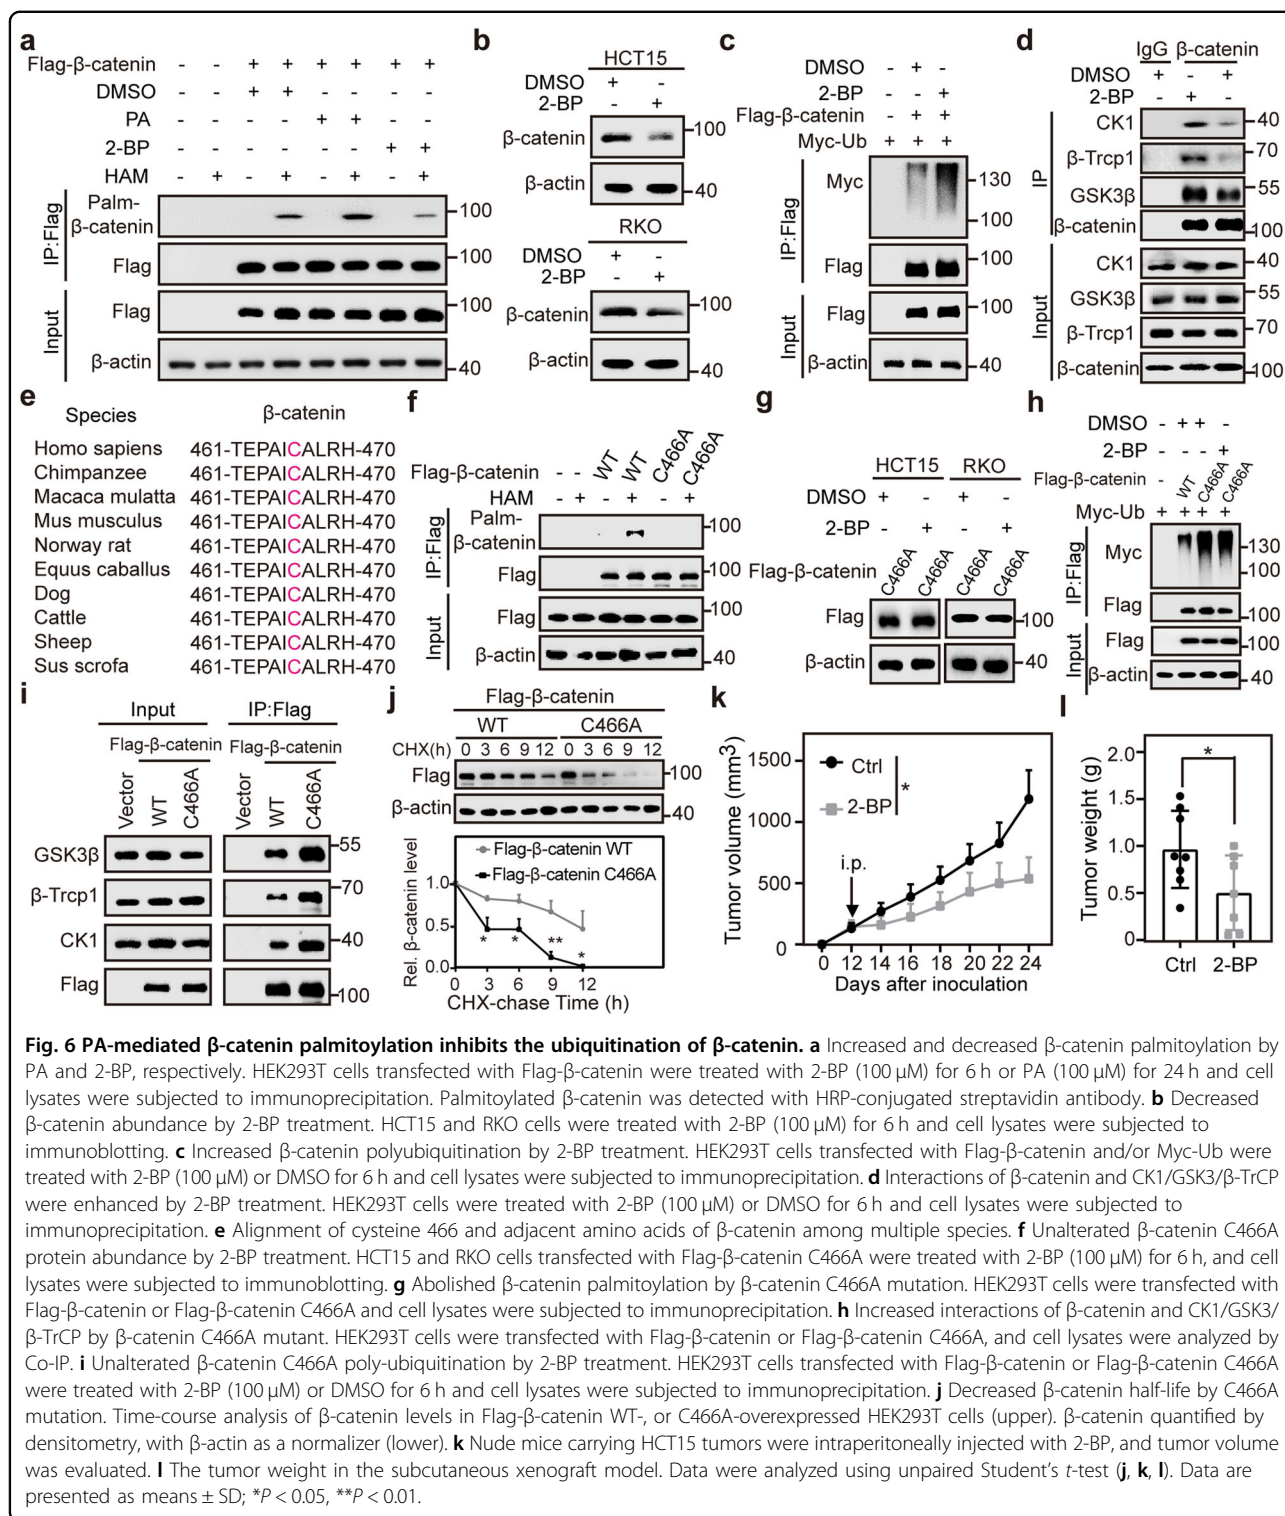 a
Flag-β-catenin - - + + + + + +
DMSO - - + + - - - -
PA - - - - + + - -
2-BP - - - - - - + +
HAM - + - + - + - +
IP:Flag
Palm-
β-catenin
100
Flag
100
Input
Flag
100
β-actin
40
b
HCT15
DMSO + -
2-BP - +
β-catenin
100
β-actin
40
RKO
DMSO + -
2-BP - +
β-catenin
100
β-actin
40
c
DMSO - + -
2-BP - - +
Flag-β-catenin - + +
Myc-Ub + + +
IP:Flag
Myc
130
100
Flag
100
Input
Flag
100
β-actin
40
d
IgG β-catenin
DMSO + - +
2-BP - + -
IP
CK1
40
β-Trcp1
70
GSK3β
55
β-catenin
100
Input
CK1
40
GSK3β
55
β-Trcp1
70
β-catenin
100
e
Species β-catenin
Homo sapiens 461-TEPAICALRH-470
Chimpanzee 461-TEPAICALRH-470
Macaca mulatta 461-TEPAICALRH-470
Mus musculus 461-TEPAICALRH-470
Norway rat 461-TEPAICALRH-470
Equus caballus 461-TEPAICALRH-470
Dog 461-TEPAICALRH-470
Cattle 461-TEPAICALRH-470
Sheep 461-TEPAICALRH-470
Sus scrofa 461-TEPAICALRH-470
f
Flag-β-catenin - - WT WT C466A C466A
HAM - + - + - +
IP:Flag
Palm-
β-catenin
100
Flag
100
Input
Flag
100
β-actin
40
g
HCT15 RKO
DMSO + - + -
2-BP - + - +
Flag-β-catenin C466A C466A C466A C466A
Flag
100
β-actin
40
h
DMSO - + + -
2-BP - - - +
Flag-β-catenin - WT C466A C466A
Myc-Ub + + + +
IP:Flag
Myc
130
100
Flag
100
Input
Flag
100
β-actin
40
i
Input IP:Flag
Flag-β-catenin Flag-β-catenin
Vector WT C466A Vector WT C466A
GSK3β
55
β-Trcp1
70
CK1
40
Flag
100
j
Flag-β-catenin
WT C466A
CHX(h) 0 3 6 9 12 0 3 6 9 12
Flag
100
β-actin
40
Rel. β-catenin level
1.0
0.5
0.0
Flag-β-catenin WT
Flag-β-catenin C466A
* * ** *
0 3 6 9 12
CHX-chase Time (h)
k
Tumor volume (mm³)
1500
1000
500
0
Ctrl
2-BP
*
i.p.
0 12 14 16 18 20 22 24
Days after inoculation
l
Tumor weight (g)
2.0
1.5
1.0
0.5
0
*
Ctrl 2-BP
Fig. 6 PA-mediated β-catenin palmitoylation inhibits the ubiquitination of β-catenin. a Increased and decreased β-catenin palmitoylation by
PA and 2-BP, respectively. HEK293T cells transfected with Flag-β-catenin were treated with 2-BP (100 μM) for 6 h or PA (100 μM) for 24 h and cell
lysates were subjected to immunoprecipitation. Palmitoylated β-catenin was detected with HRP-conjugated streptavidin antibody. b Decreased
β-catenin abundance by 2-BP treatment. HCT15 and RKO cells were treated with 2-BP (100 μM) for 6 h and cell lysates were subjected to
immunoblotting. c Increased β-catenin polyubiquitination by 2-BP treatment. HEK293T cells transfected with Flag-β-catenin and/or Myc-Ub were
treated with 2-BP (100 μM) or DMSO for 6 h and cell lysates were subjected to immunoprecipitation. d Interactions of β-catenin and CK1/GSK3/β-TrCP
were enhanced by 2-BP treatment. HEK293T cells were treated with 2-BP (100 μM) or DMSO for 6 h and cell lysates were subjected to
immunoprecipitation. e Alignment of cysteine 466 and adjacent amino acids of β-catenin among multiple species. f Unaltered β-catenin C466A
protein abundance by 2-BP treatment. HCT15 and RKO cells transfected with Flag-β-catenin C466A were treated with 2-BP (100 μM) for 6 h, and cell
lysates were subjected to immunoblotting. g Abolished β-catenin palmitoylation by β-catenin C466A mutation. HEK293T cells were transfected with
Flag-β-catenin or Flag-β-catenin C466A and cell lysates were subjected to immunoprecipitation. h Increased interactions of β-catenin and CK1/GSK3/
β-TrCP by β-catenin C466A mutant. HEK293T cells were transfected with Flag-β-catenin or Flag-β-catenin C466A, and cell lysates were analyzed by
Co-IP. i Unaltered β-catenin C466A poly-ubiquitination by 2-BP treatment. HEK293T cells transfected with Flag-β-catenin or Flag-β-catenin C466A
were treated with 2-BP (100 μM) or DMSO for 6 h and cell lysates were subjected to immunoprecipitation. j Decreased β-catenin half-life by C466A
mutation. Time-course analysis of β-catenin levels in Flag-β-catenin WT-, or C466A-overexpressed HEK293T cells (upper). β-catenin quantified by
densitometry, with β-actin as a normalizer (lower). k Nude mice carrying HCT15 tumors were intraperitoneally injected with 2-BP, and tumor volume
was evaluated. l The tumor weight in the subcutaneous xenograft model. Data were analyzed using unpaired Student's t-test (j, k, l). Data are
presented as means ± SD; *P < 0.05, **P < 0.01.